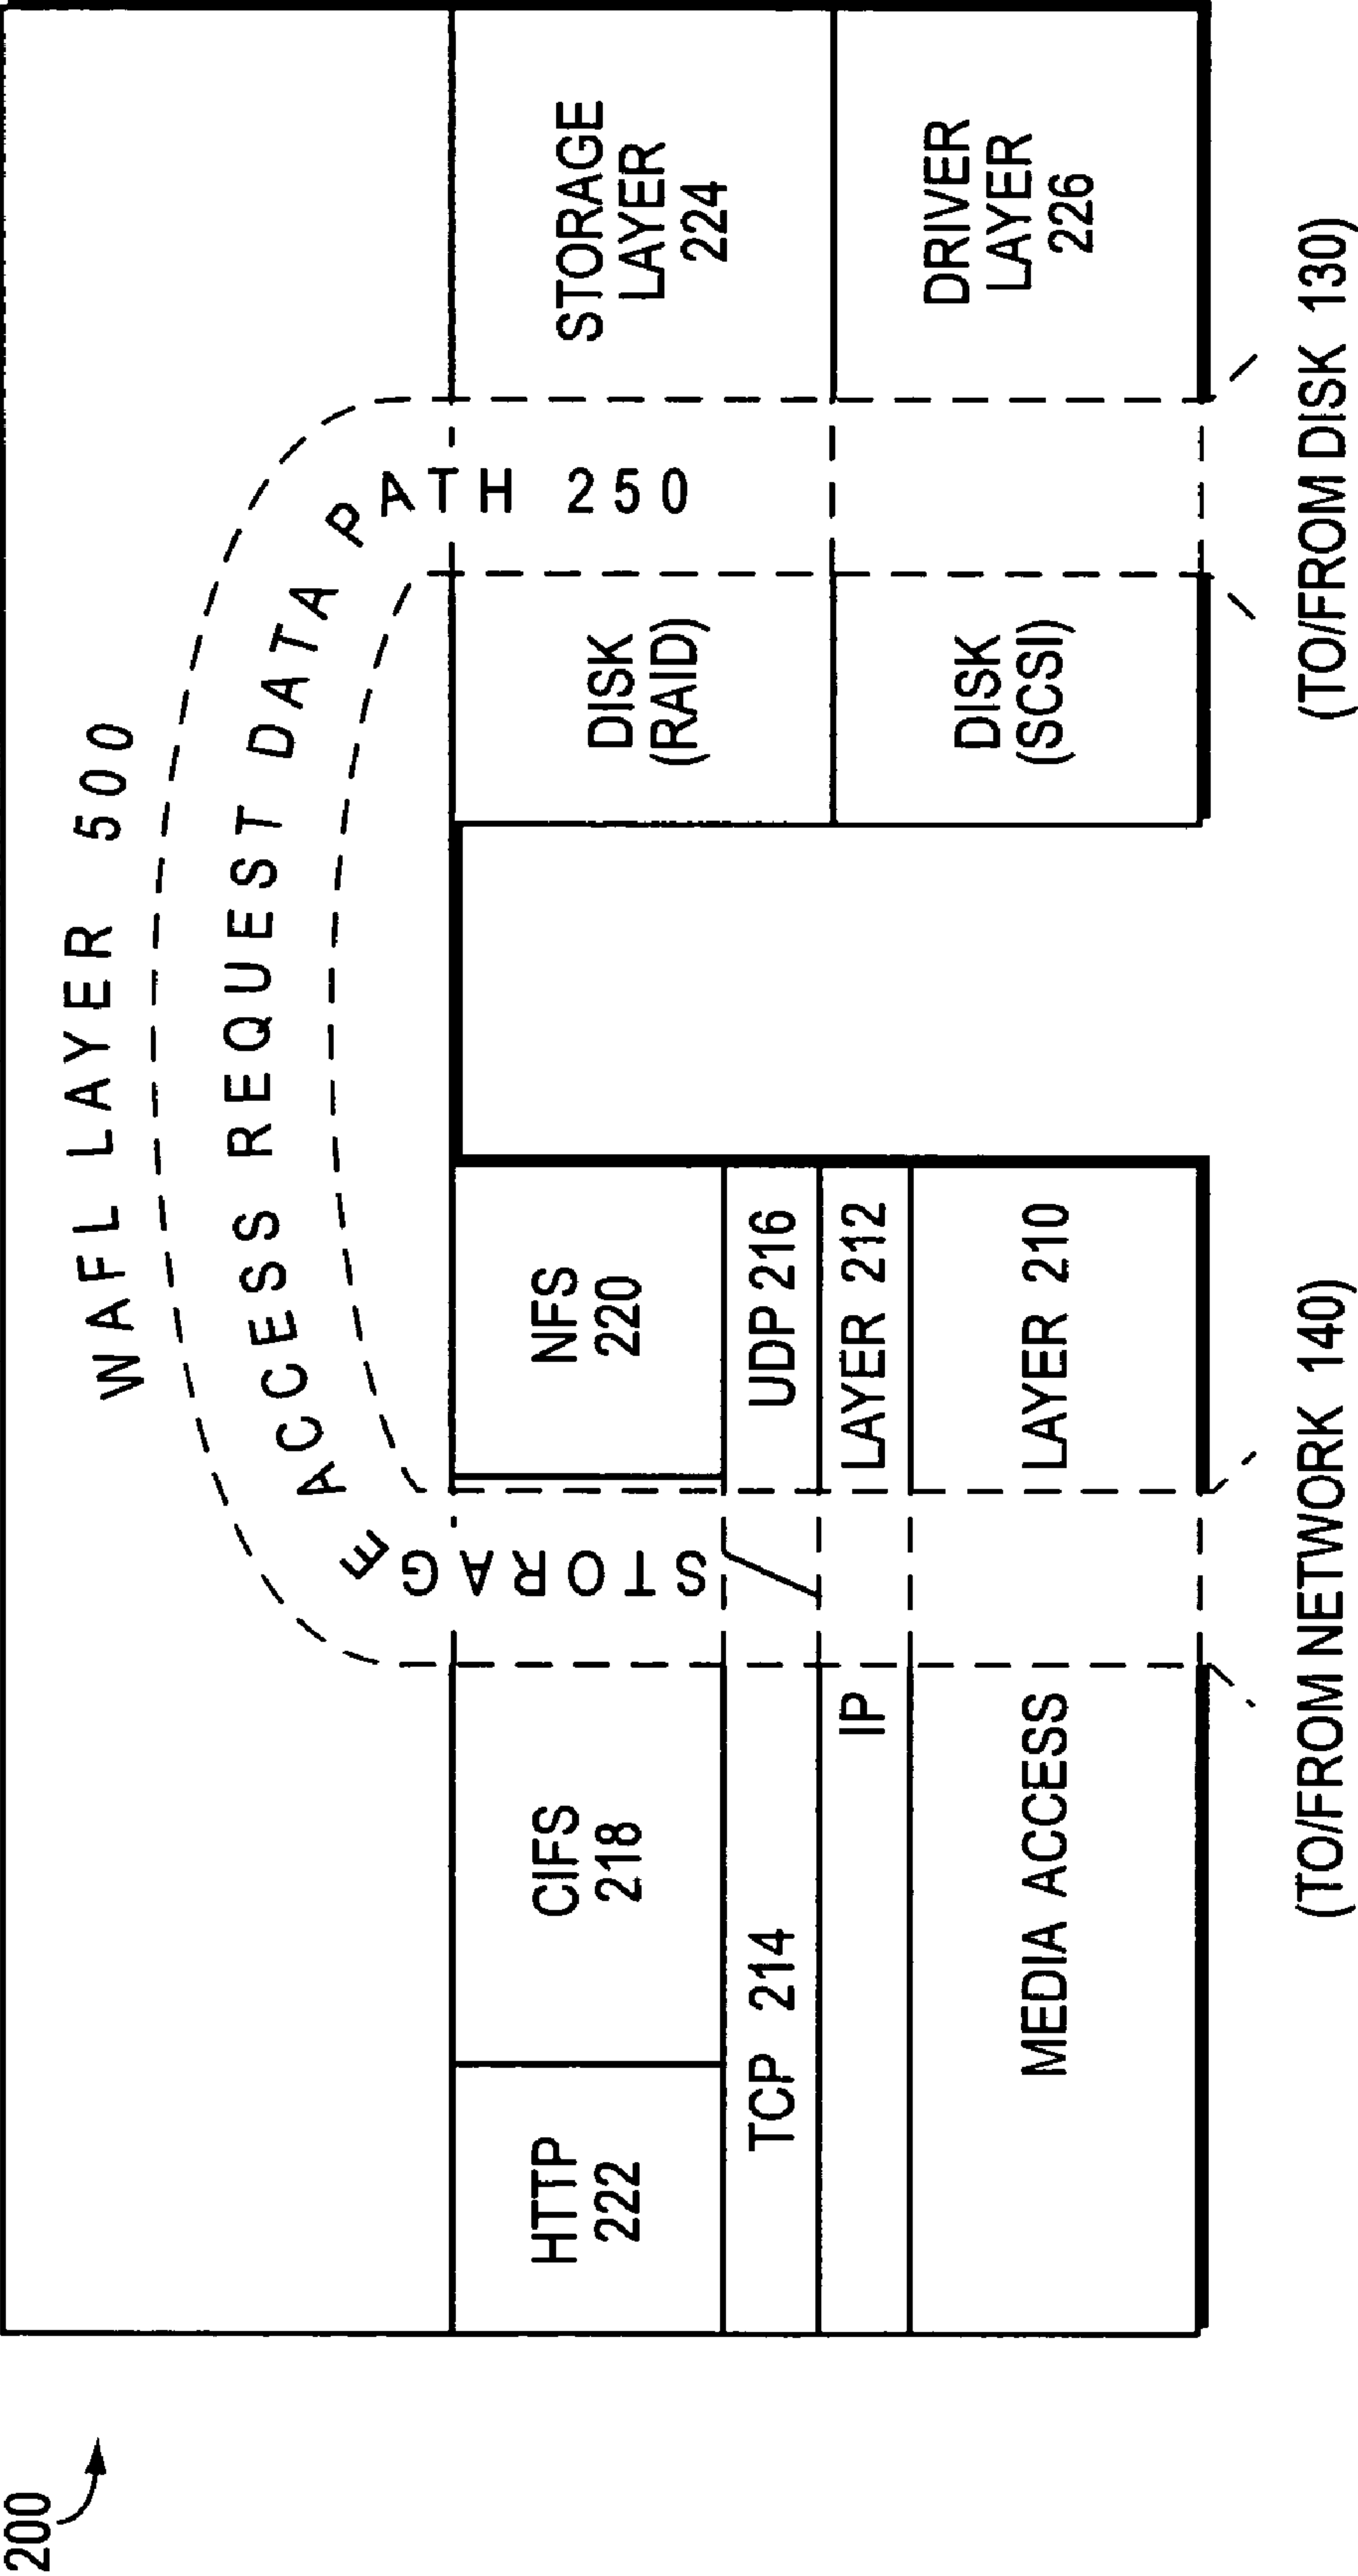 200
WAFL LAYER 500
STORAGE ACCESS REQUEST DATA PATH 250
HTTP
222
CIFS
218
NFS
220
TCP 214
UDP 216
IP
LAYER 212
MEDIA ACCESS
LAYER 210
DISK
(RAID)
STORAGE
LAYER
224
DISK
(SCSI)
DRIVER
LAYER
226
(TO/FROM NETWORK 140)
(TO/FROM DISK 130)